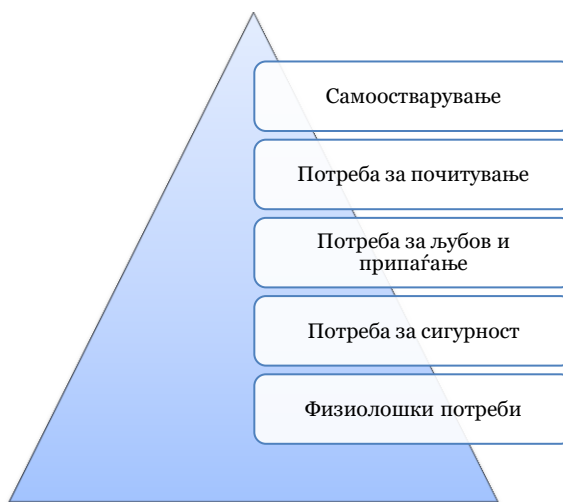 Самоостварување
Потреба за почитување
Потреба за љубов и
припаѓање
Потреба за сигурност
Физиолошки потреби